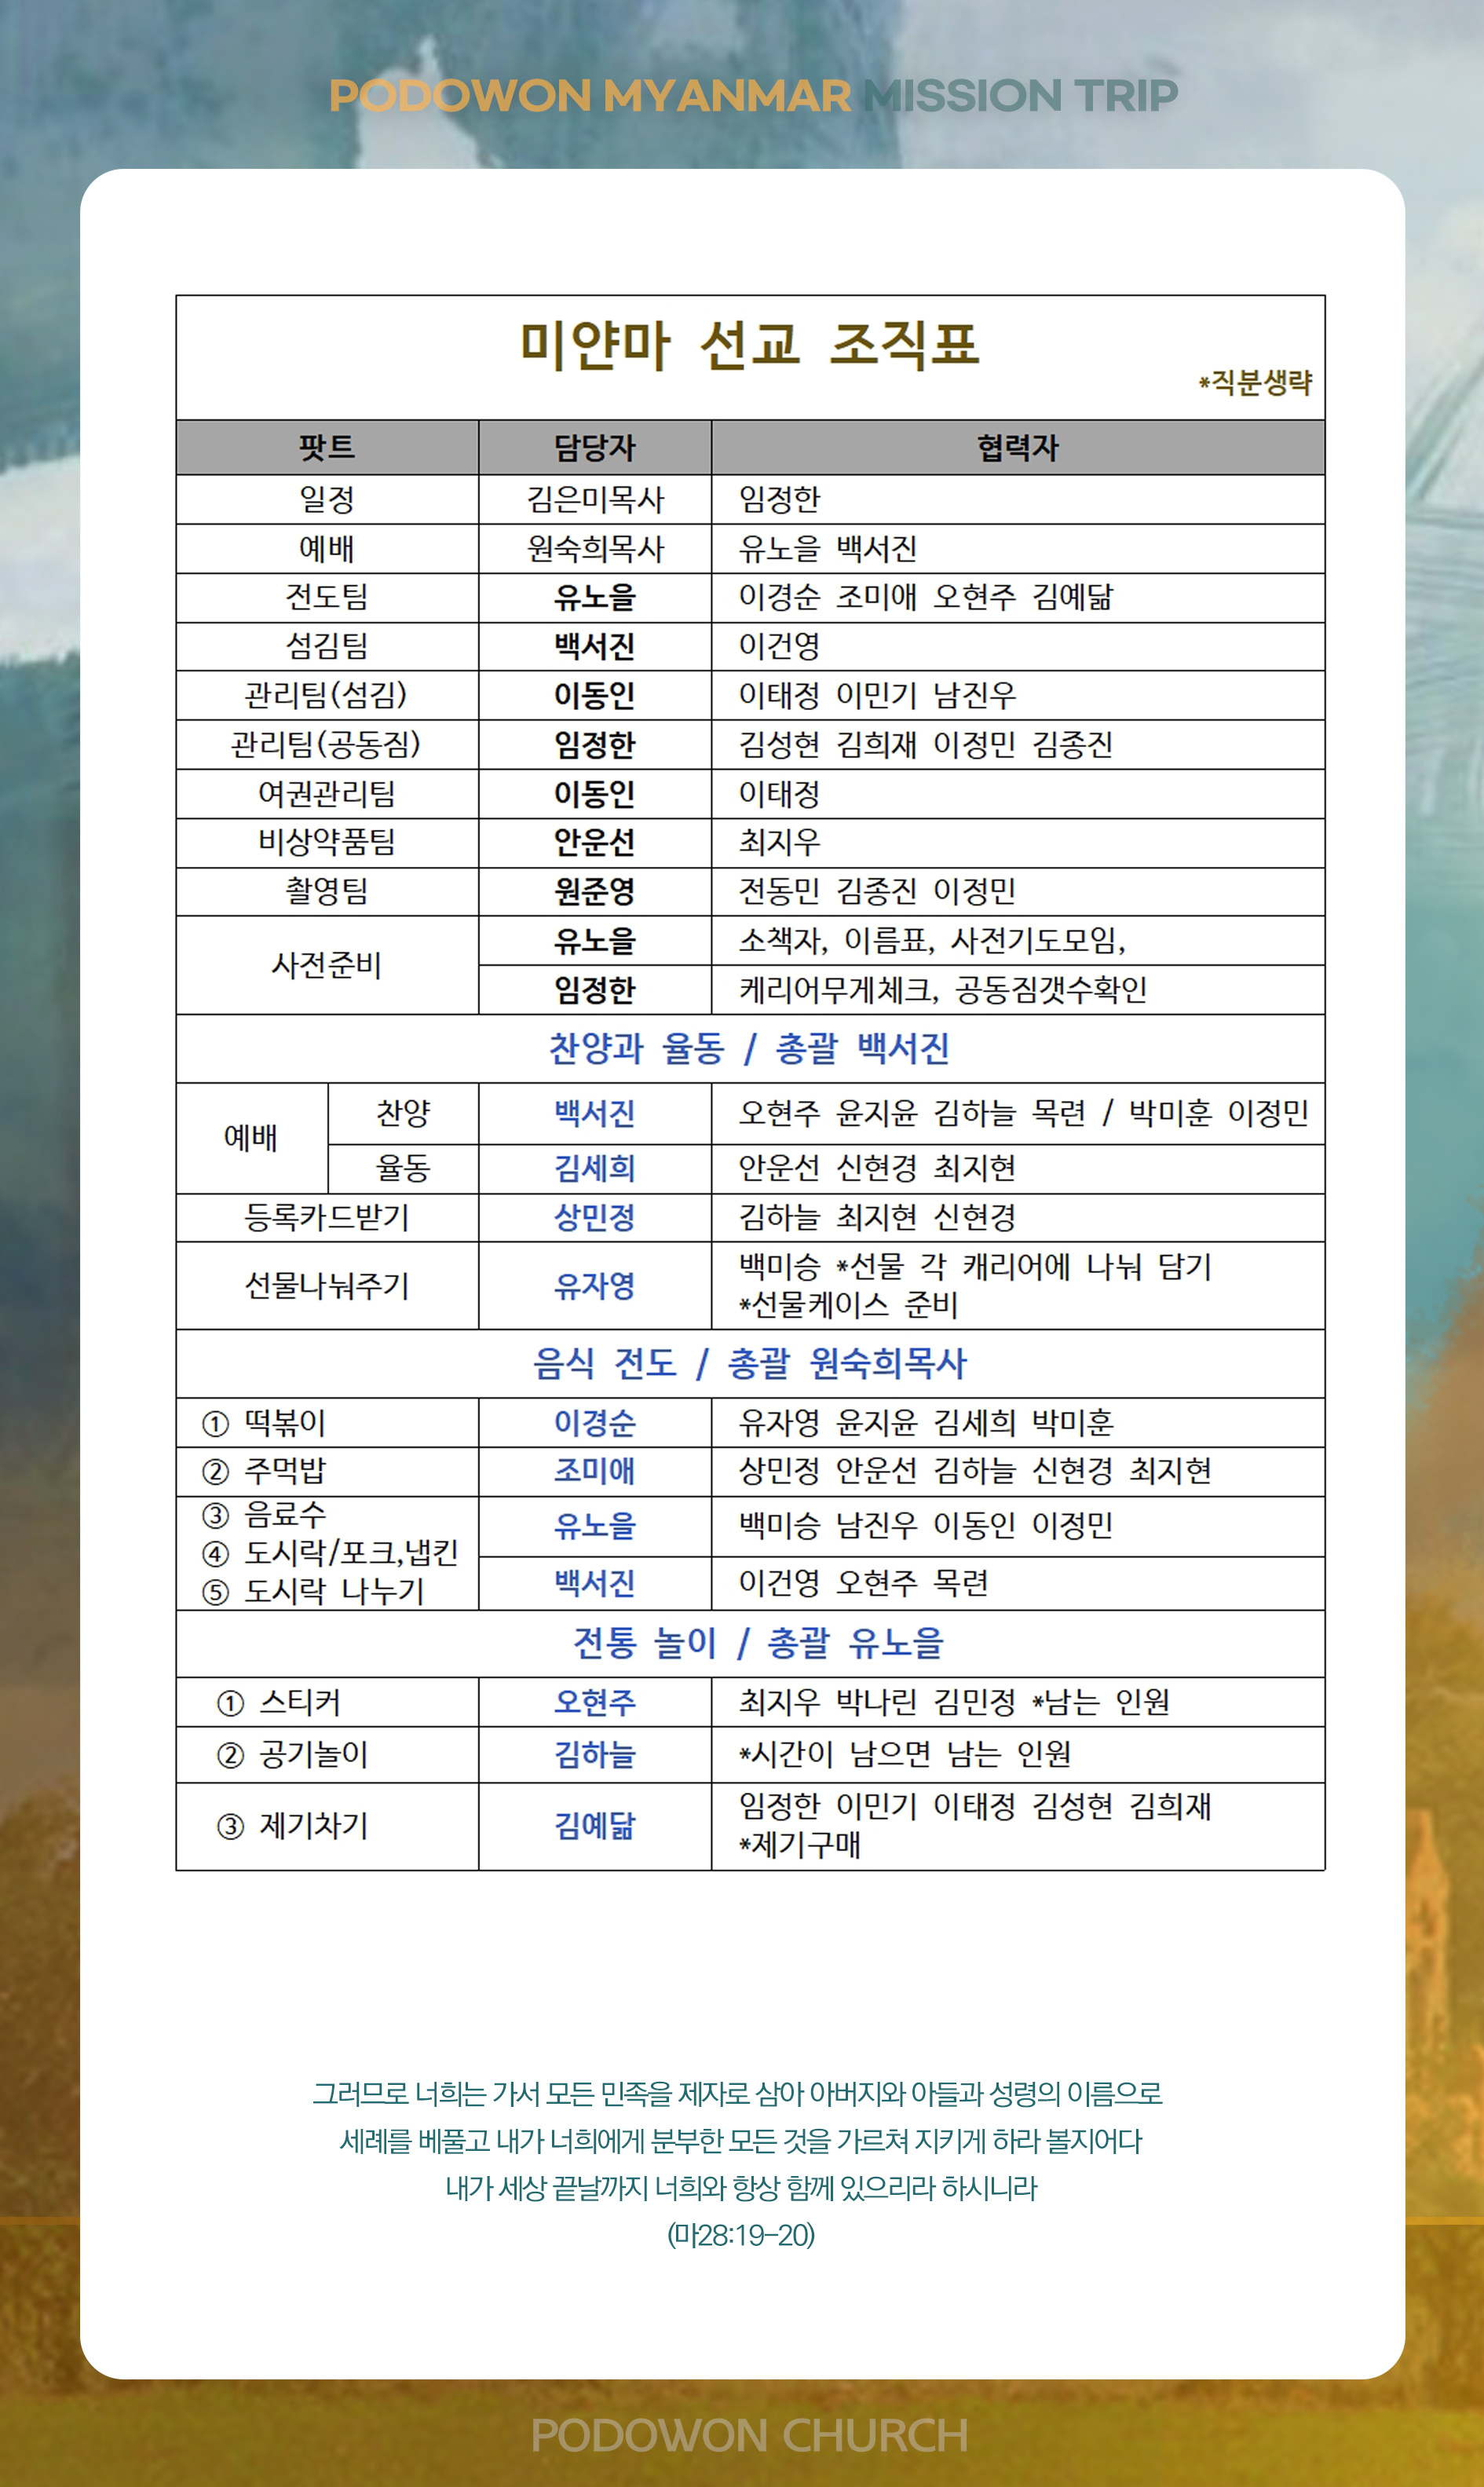 PODOWON MYANMAR MISSION TRIP
미얀마 선교 조직표
*직분생략
팟트 담당자 협력자
일정 김은미목사 임정한
예배 원숙희목사 유노을 백서진
전도팀 유노을 이경순 조미애 오현주 김예닮
섬김팀 백서진 이건영
관리팀(섬김) 이동인 이태정 이민기 남진우
관리팀(공동짐) 임정한 김성현 김희재 이정민 김종진
여권관리팀 이동인 이태정
비상약품팀 안운선 최지우
촬영팀 원준영 전동민 김종진 이정민
사전준비 유노을 소책자, 이름표, 사전기도모임,
임정한 케리어무게체크, 공동짐갯수확인
찬양과 율동 / 총괄 백서진
예배 찬양 백서진 오현주 윤지윤 김하늘 목련 / 박미훈 이정민
율동 김세희 안운선 신현경 최지현
등록카드받기 상민정 김하늘 최지현 신현경
선물나눠주기 유자영 백미승 *선물 각 캐리어에 나눠 담기
*선물케이스 준비
음식 전도 / 총괄 원숙희목사
① 떡볶이 이경순 유자영 윤지윤 김세희 박미훈
② 주먹밥 조미애 상민정 안운선 김하늘 신현경 최지현
③ 음료수 유노을 백미승 남진우 이동인 이정민
④ 도시락/포크,냅킨
⑤ 도시락 나누기 백서진 이건영 오현주 목련
전통 놀이 / 총괄 유노을
① 스티커 오현주 최지우 박나린 김민정 *남는 인원
② 공기놀이 김하늘 *시간이 남으면 남는 인원
③ 제기차기 김예닮 임정한 이민기 이태정 김성현 김희재
*제기구매
그러므로 너희는 가서 모든 민족을 제자로 삼아 아버지와 아들과 성령의 이름으로
세례를 베풀고 내가 너희에게 분부한 모든 것을 가르쳐 지키게 하라 볼지어다
내가 세상 끝날까지 너희와 항상 함께 있으리라 하시니라
(마28:19-20)
PODOWON CHURCH